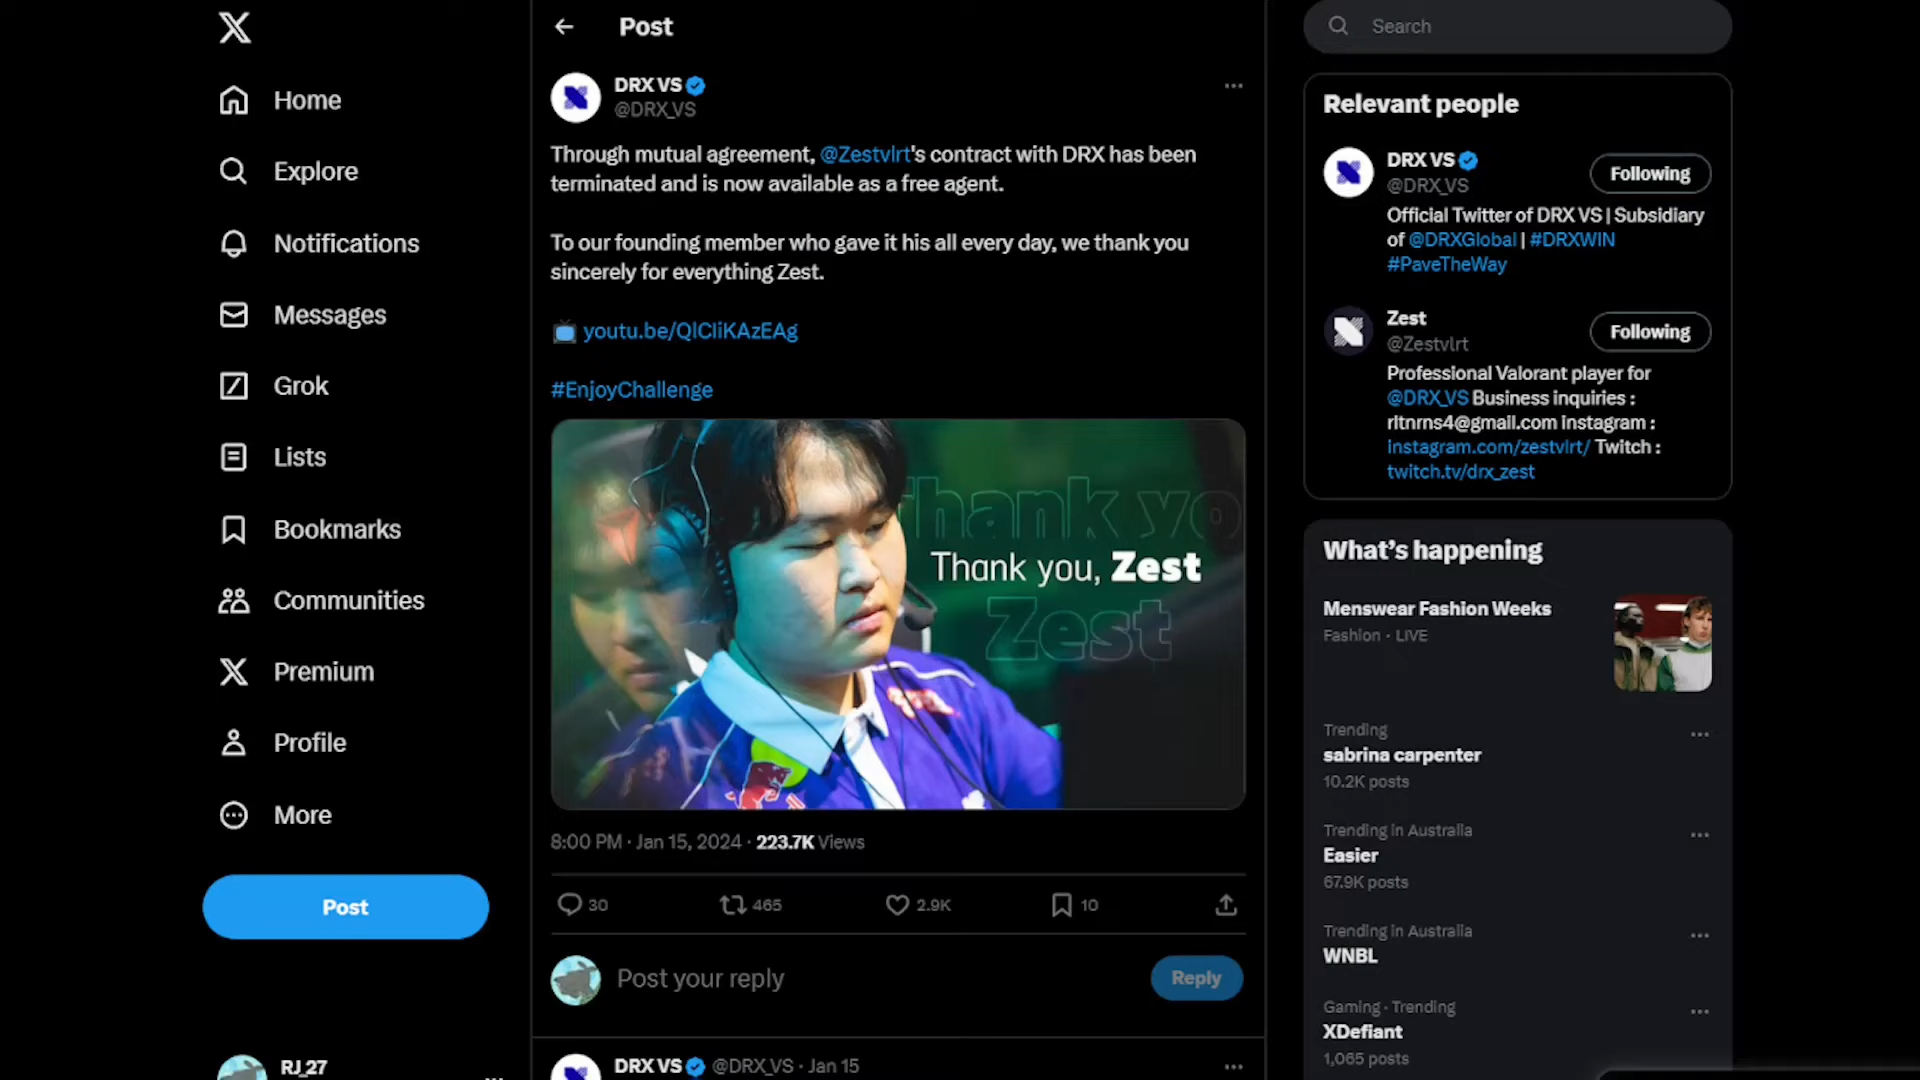 Home
Explore
Notifications
Messages
Grok
Lists
Bookmarks
Communities
Premium
Profile
More
Post
RJ_27
Post
DRX VS
@DRX_VS
Through mutual agreement, @Zestvlrt's contract with DRX has been
terminated and is now available as a free agent.
To our founding member who gave it his all every day, we thank you
sincerely for everything Zest.
youtu.be/QlCliKAzEAg
#EnjoyChallenge
Thank yo
Thank you, Zest
Zest
8:00 PM · Jan 15, 2024 · 223.7K Views
30
465
2.9K
10
Post your reply
Reply
DRX VS @DRX_VS · Jan 15
Search
Relevant people
DRX VS
@DRX_VS
Following
Official Twitter of DRX VS | Subsidiary
of @DRXGlobal | #DRXWIN
#PaveTheWay
Zest
@Zestvlrt
Following
Professional Valorant player for
@DRX_VS Business inquiries :
rltnrns4@gmail.com instagram :
instagram.com/zestvlrt/ Twitch :
twitch.tv/drx_zest
What's happening
Menswear Fashion Weeks
Fashion · LIVE
Trending
sabrina carpenter
10.2K posts
Trending in Australia
Easier
67.9K posts
Trending in Australia
WNBL
Gaming · Trending
XDefiant
1,065 posts